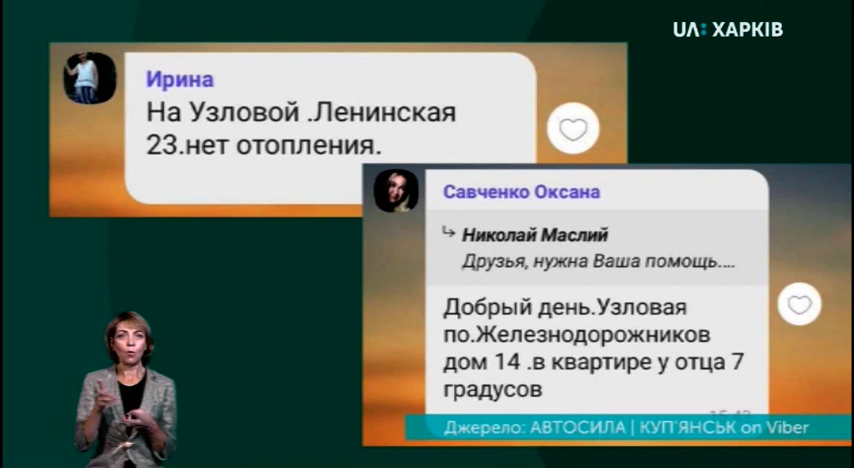 UA: ХАРКІВ
Ирина
На Узловой .Ленинская
23.нет отопления.
Савченко Оксана
Николай Маслий
Друзья, нужна Ваша помощь....
Добрый день.Узловая
по.Железнодорожников
дом 14 .в квартире у отца 7
градусов
Джерело: АВТОСИЛА | КУП'ЯНСЬК on Viber